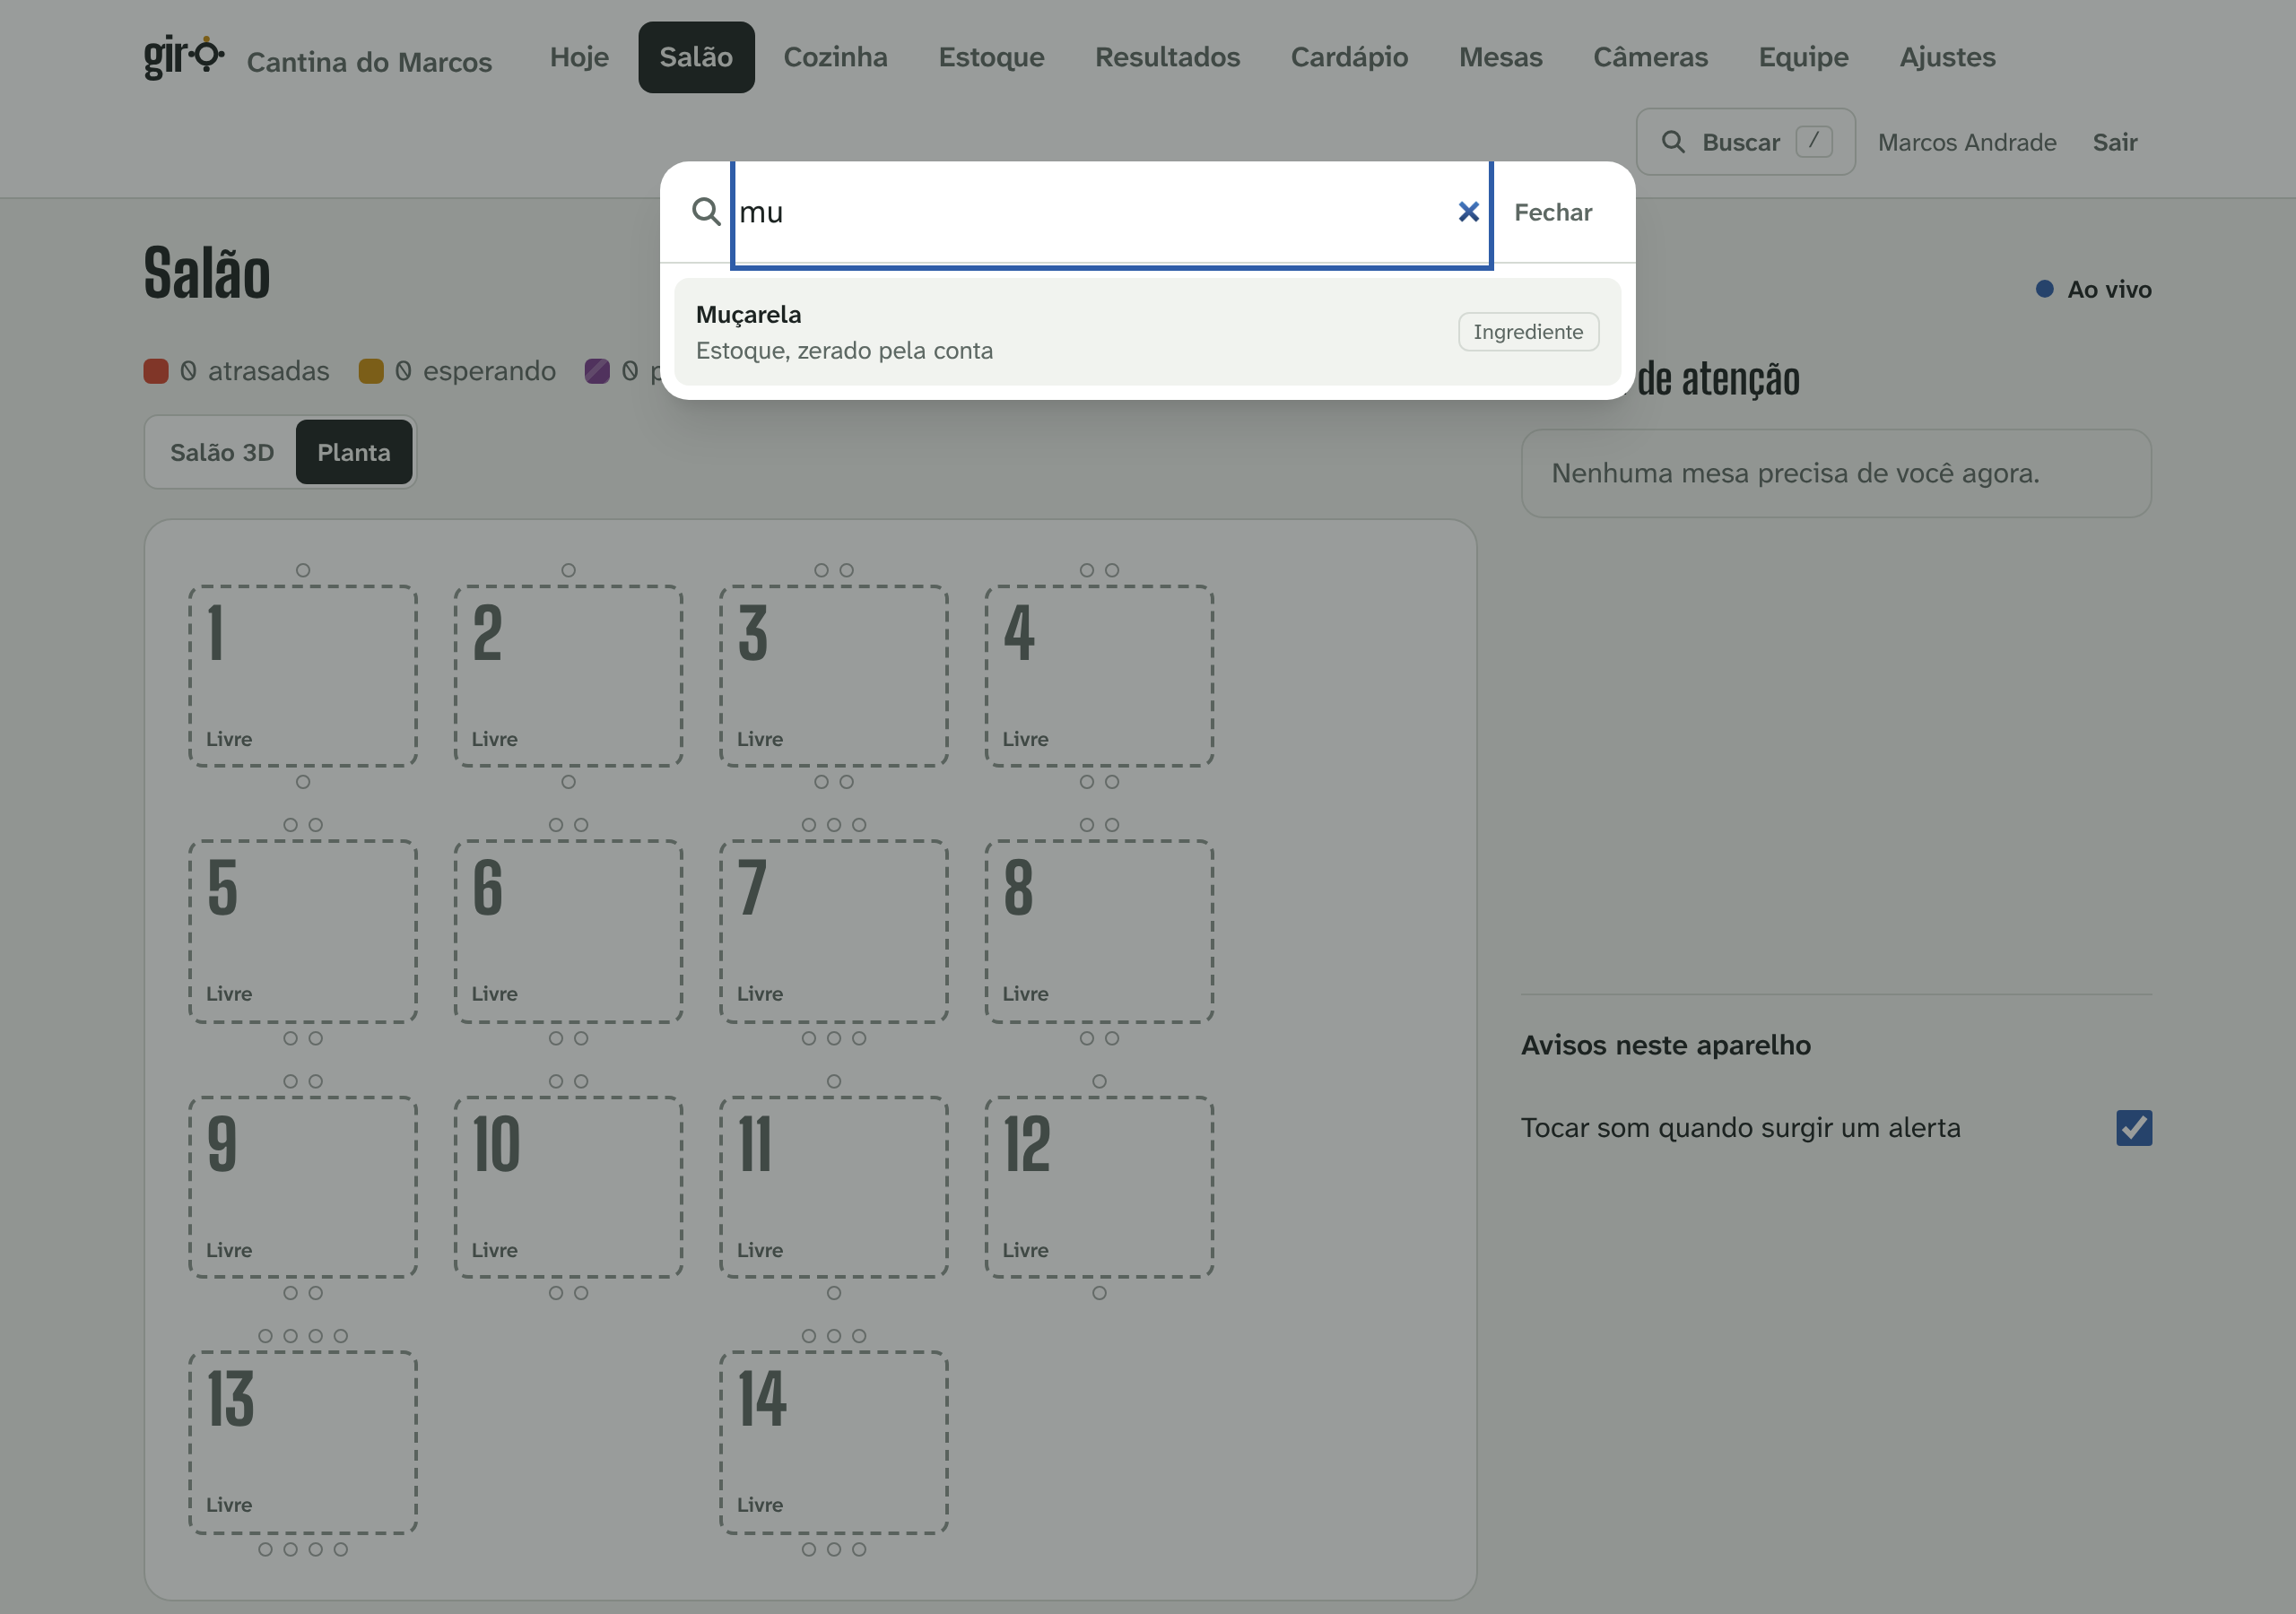 giro Cantina do Marcos Hoje Salão Cozinha Estoque Resultados Cardápio Mesas Câmeras Equipe Ajustes
Buscar / Marcos Andrade Sair
mu Fechar
Muçarela
Estoque, zerado pela conta
Ingrediente
Salão
Ao vivo
0 atrasadas 0 esperando 0 p
de atenção
Salão 3D Planta
Nenhuma mesa precisa de você agora.
1 2 3 4
Livre Livre Livre Livre
5 6 7 8
Livre Livre Livre Livre
9 10 11 12
Livre Livre Livre Livre
13 14
Livre Livre
Avisos neste aparelho
Tocar som quando surgir um alerta